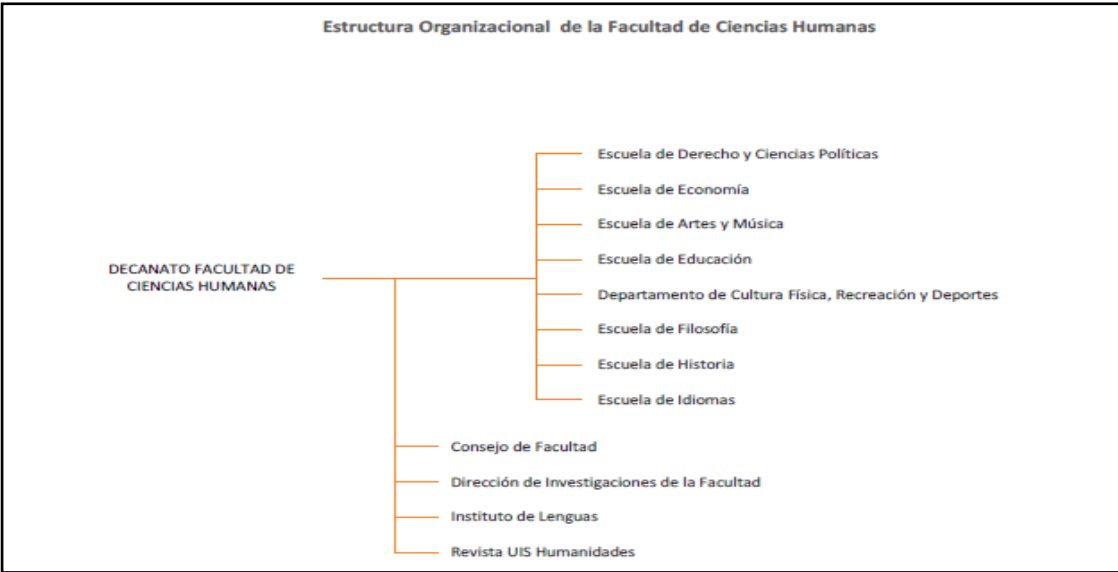 Estructura Organizacional de la Facultad de Ciencias Humanas
DECANATO FACULTAD DE
CIENCIAS HUMANAS
Escuela de Derecho y Ciencias Políticas
Escuela de Economía
Escuela de Artes y Música
Escuela de Educación
Departamento de Cultura Física, Recreación y Deportes
Escuela de Filosofía
Escuela de Historia
Escuela de Idiomas
Consejo de Facultad
Dirección de Investigaciones de la Facultad
Instituto de Lenguas
Revista UIS Humanidades